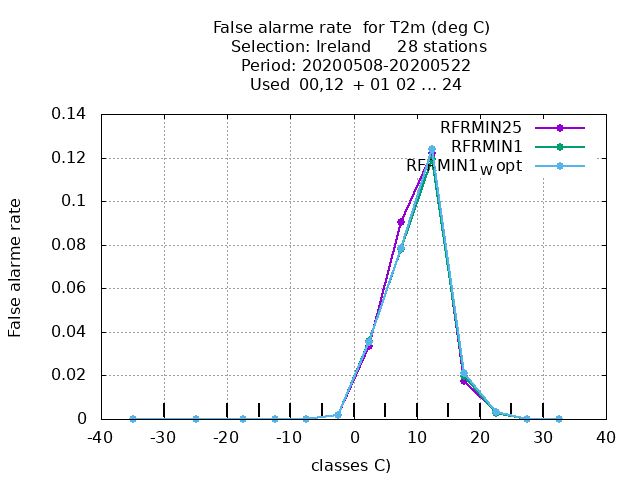 False alarme rate  for T2m (deg C)
Selection: Ireland     28 stations
Period: 20200508-20200522
Used  00,12  + 01 02 ... 24
RFRMIN25
RFRMIN1
RFRMIN1W opt
False alarme rate
0.14
0.12
0.1
0.08
0.06
0.04
0.02
0
-40 -30 -20 -10 0 10 20 30 40
classes C)